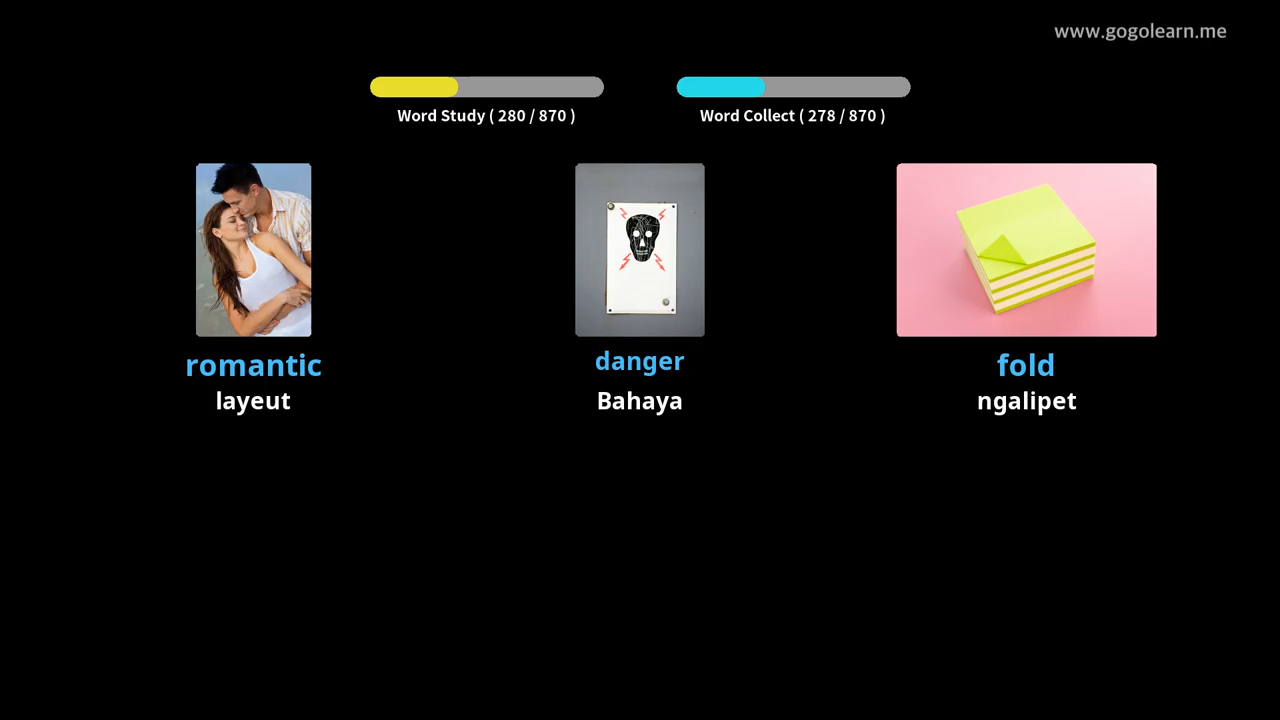 www.gogolearn.me
Word Study ( 280 / 870 )
Word Collect ( 278 / 870 )
romantic
layeut
danger
Bahaya
fold
ngalipet